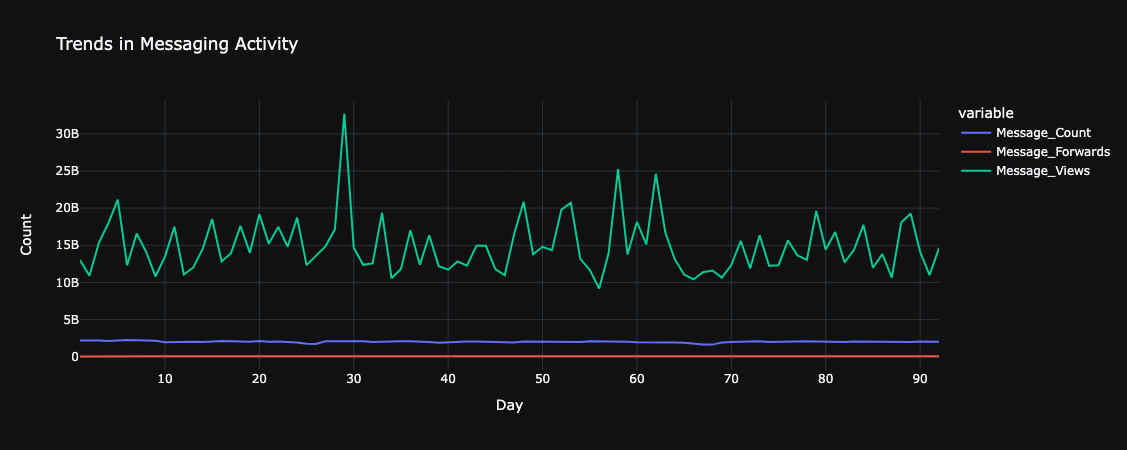 Trends in Messaging Activity
variable
Message_Count
Message_Forwards
Message_Views
Count
30B
25B
20B
15B
10B
5B
0
10 20 30 40 50 60 70 80 90
Day